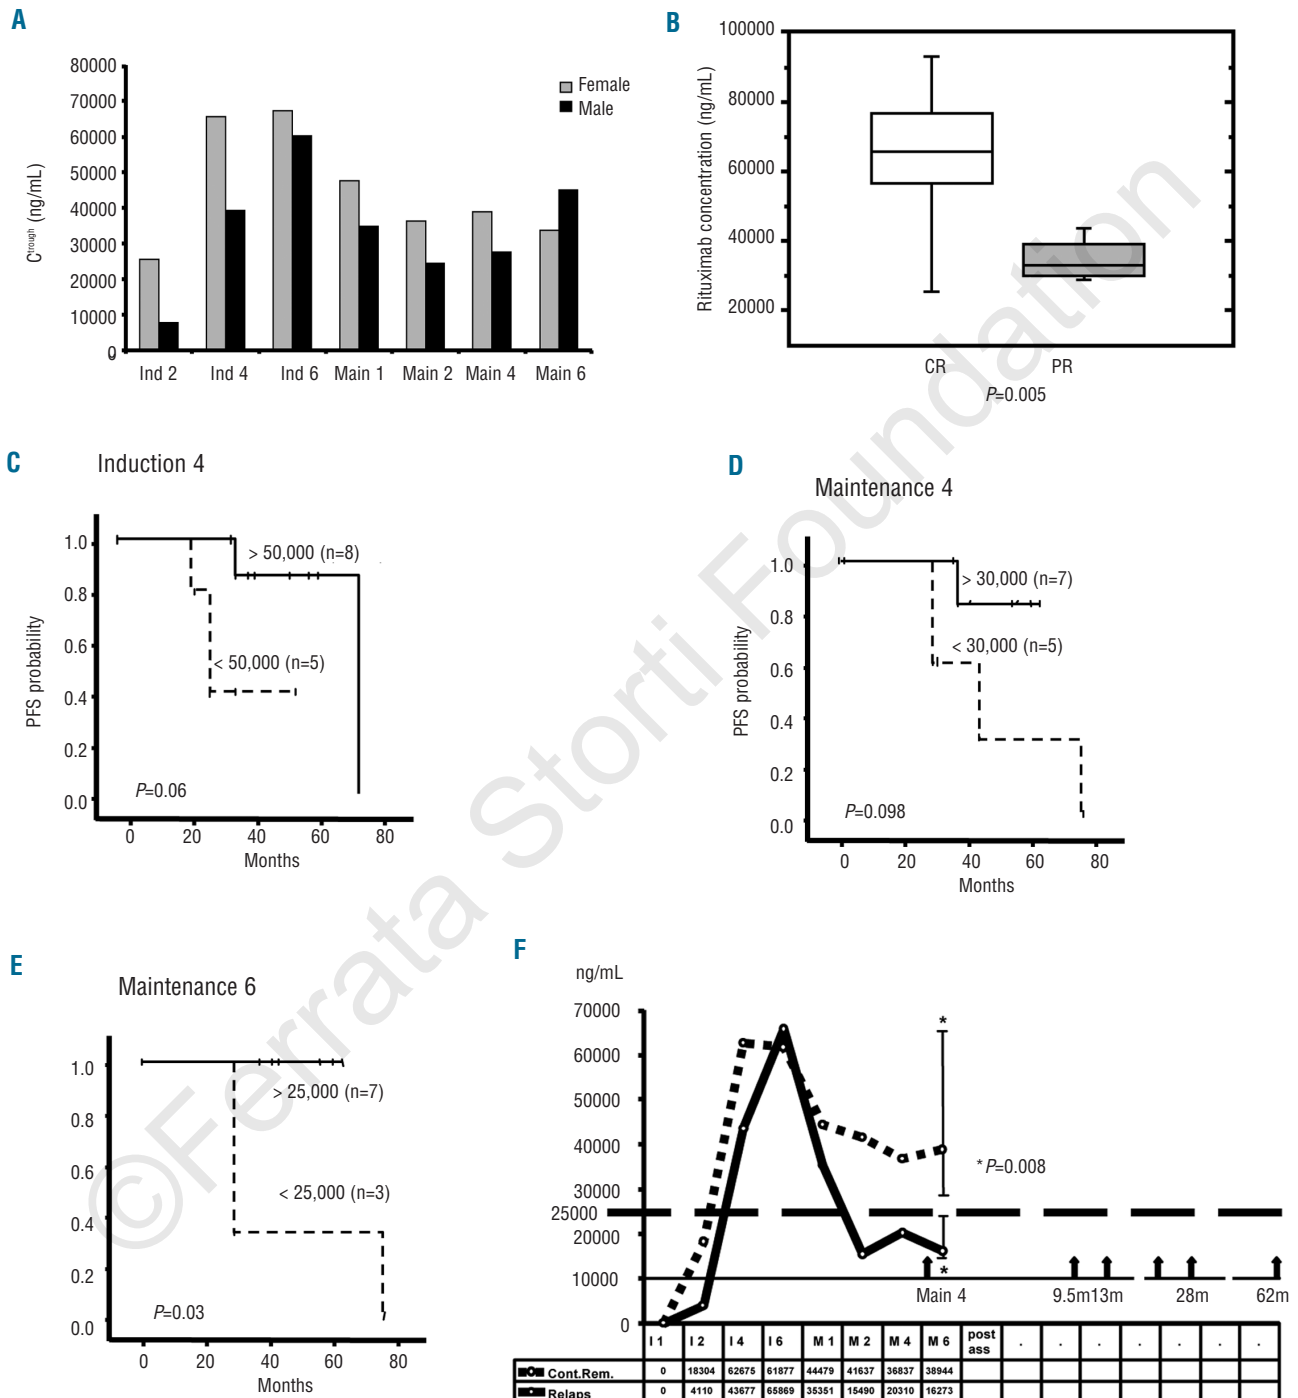 A
80000
70000
60000
50000
40000
30000
20000
10000
0
Ctrough (ng/mL)
Female
Male
Ind 2 Ind 4 Ind 6 Main 1 Main 2 Main 4 Main 6
B
100000
80000
60000
40000
20000
Rituximab concentration (ng/mL)
CR PR
P=0.005
C
Induction 4
1.0
0.8
0.6
0.4
0.2
0.0
PFS probability
> 50,000 (n=8)
< 50,000 (n=5)
P=0.06
0 20 40 60 80
Months
D
Maintenance 4
1.0
0.8
0.6
0.4
0.2
0.0
PFS probability
> 30,000 (n=7)
< 30,000 (n=5)
P=0.098
0 20 40 60 80
Months
E
Maintenance 6
1.0
0.8
0.6
0.4
0.2
0.0
> 25,000 (n=7)
< 25,000 (n=3)
P=0.03
0 20 40 60 80
Months
F
ng/mL
70000
60000
50000
40000
30000
25000
20000
10000
0
*
*P=0.008
*
Main 4 9.5m13m 28m 62m
I 1 I 2 I 4 I 6 M 1 M 2 M 4 M 6 post ass . . . . . . .
Cont.Rem. 0 18304 62675 61877 44479 41637 36837 38944
Relaps 0 4110 43677 65869 35351 15490 20310 16273
©Ferrata Storti Foundation